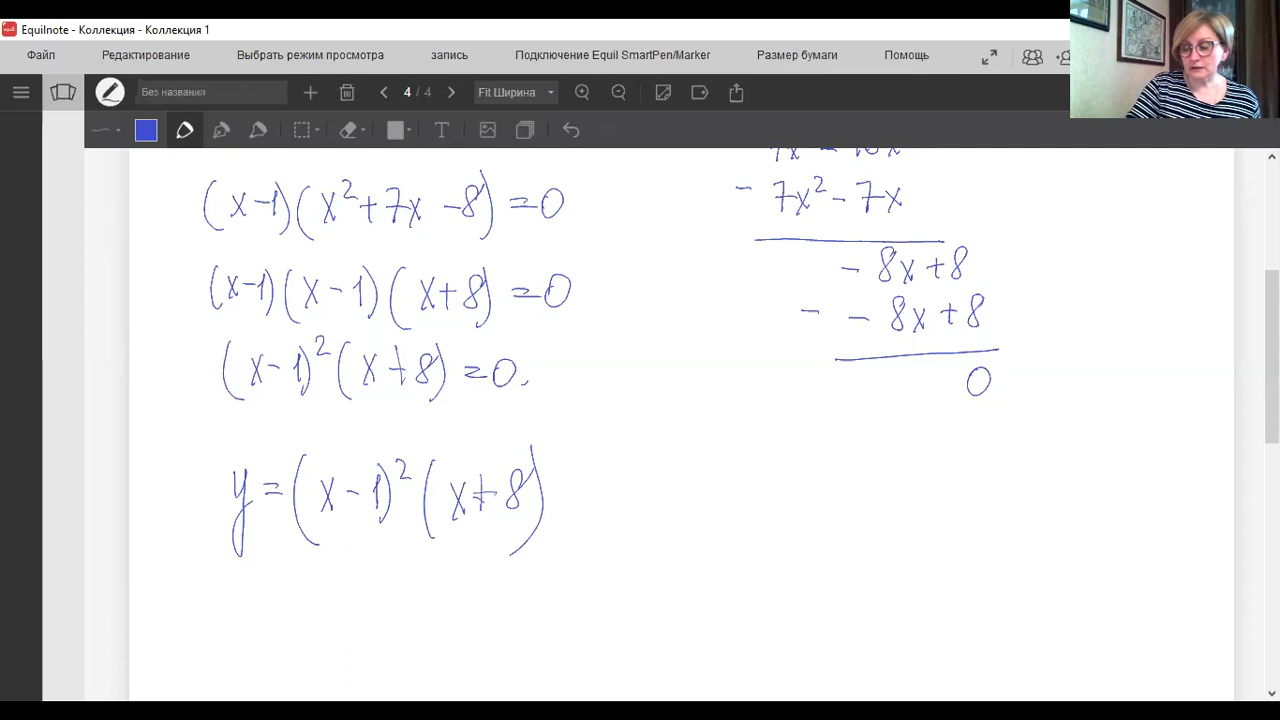 Equilnote - Коллекция - Коллекция 1
Файл Редактирование Выбрать режим просмотра запись Подключение Equil SmartPen/Marker Размер бумаги Помощь
Без названия 4 / 4 Fit Ширина
(x-1)(x²+7x-8)=0
(x-1)(x-1)(x+8)=0
(x-1)²(x+8)=0.
y=(x-1)²(x+8)
- 7x²-7x
-8x+8
- -8x+8
0